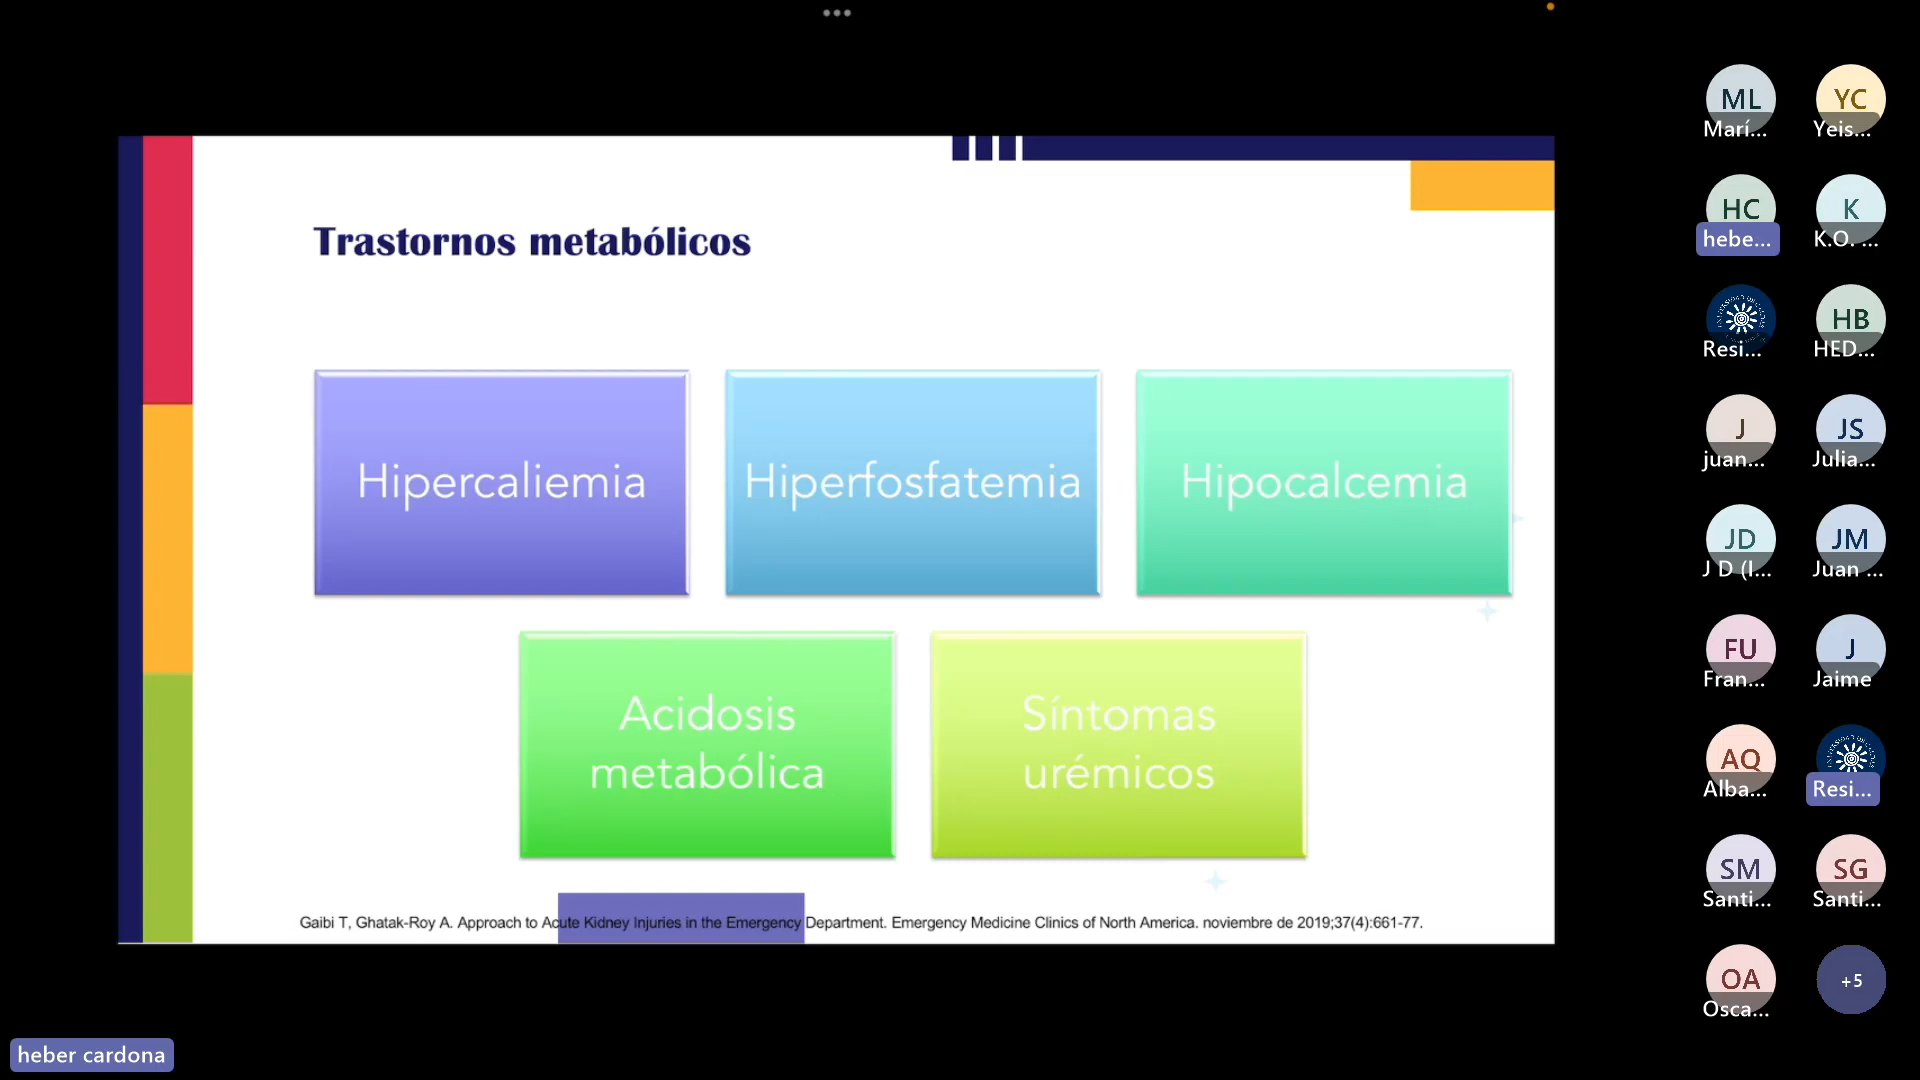 Trastornos metabólicos
Hipercaliemia
Hiperfosfatemia
Hipocalcemia
Acidosis
metabólica
Síntomas
urémicos
Gaibi T, Ghatak-Roy A. Approach to Acute Kidney Injuries in the Emergency Department. Emergency Medicine Clinics of North America. noviembre de 2019;37(4):661-77.
ML
Marí...
YC
Yeis...
HC
hebe...
K
K.O. ...
Resi...
HB
HED...
J
juan...
JS
Julia...
JD
J D (I...
JM
Juan ...
FU
Fran...
J
Jaime
AQ
Alba...
Resi...
SM
Santi...
SG
Santi...
OA
Osca...
+5
heber cardona